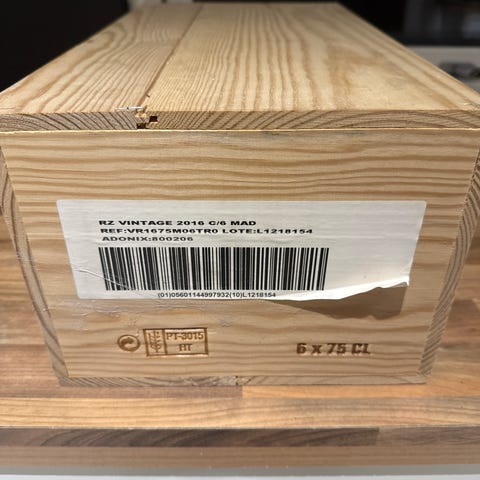 RZ VINTAGE 2016 C/6 MAD
REF:VR1675M06TR0 LOTE:L1218154
ADONIX:800206
(01)05601144997932(10)L1218154
PT-3015
HT
6 x 75 CL